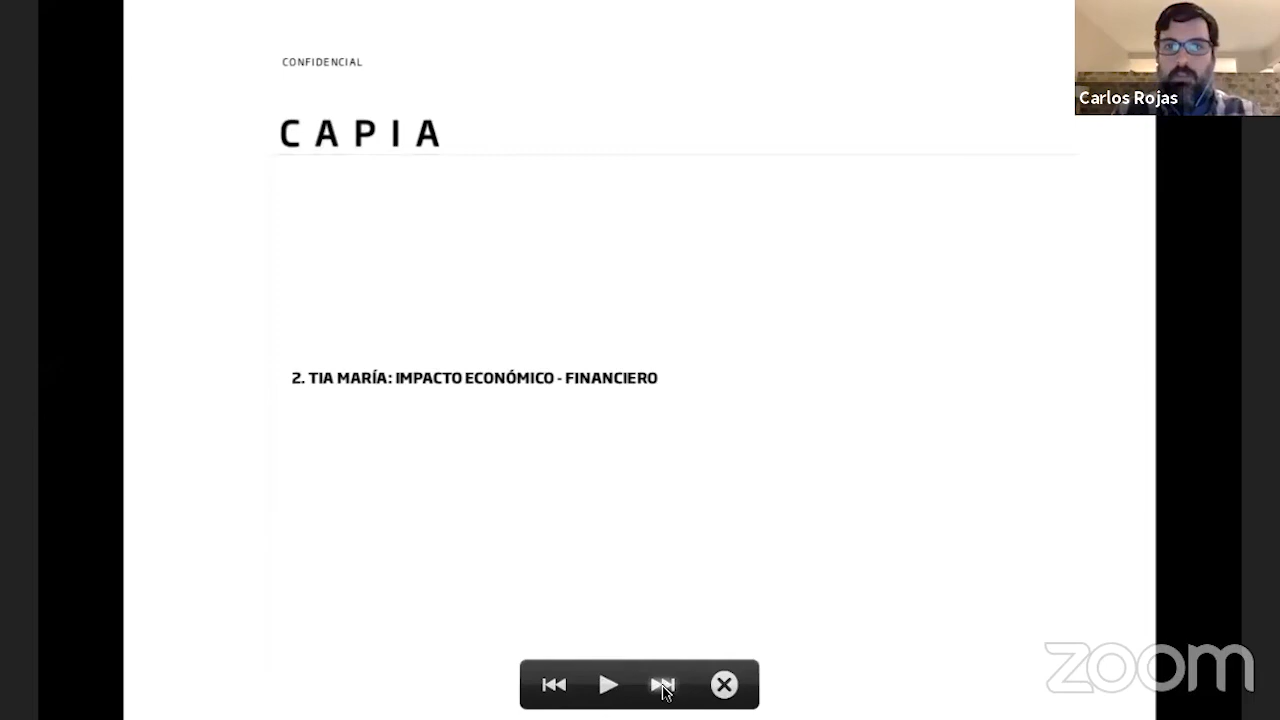 CONFIDENCIAL
Carlos Rojas
CAPIA
2. TIA MARÍA: IMPACTO ECONÓMICO - FINANCIERO
zoom